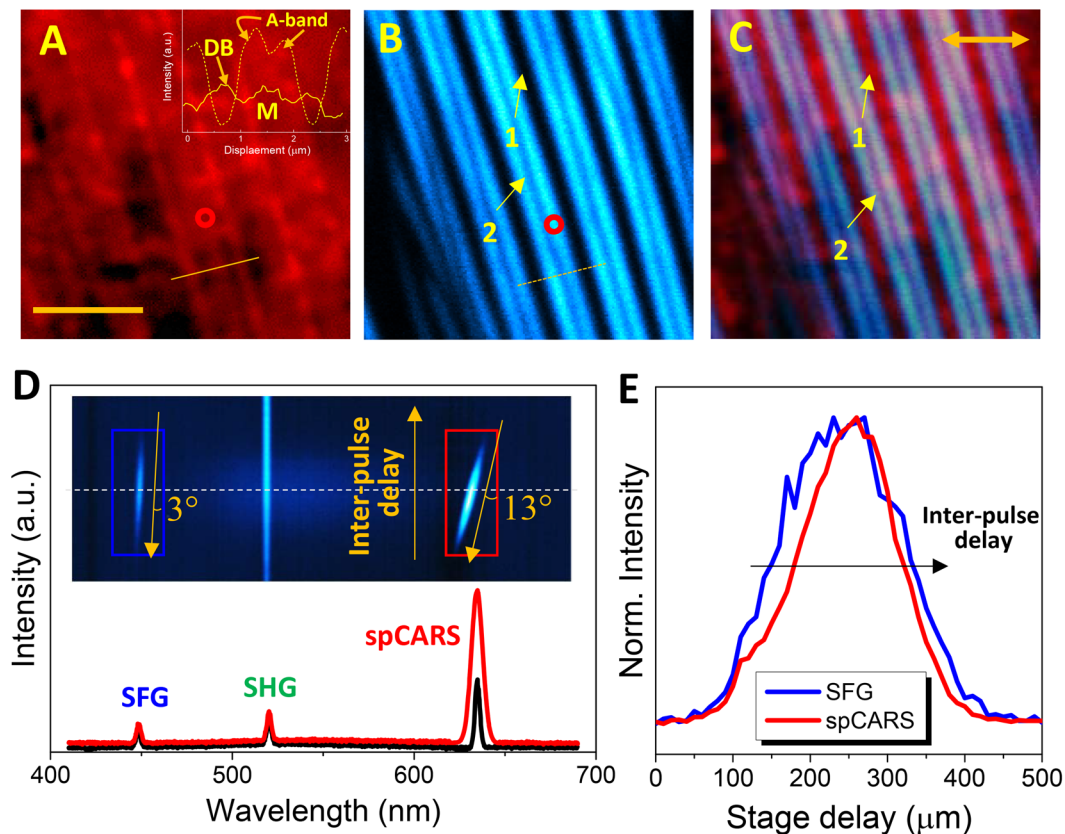 A
Intensity (a.u.)
DB
A-band
M
0 1 2 3
Displaement (μm)
B
1
2
C
1
2
D
Intensity (a.u.)
3°
Inter-pulse
delay
13°
SFG
SHG
spCARS
400 500 600 700
Wavelength (nm)
E
Norm. Intensity
Inter-pulse
delay
SFG
spCARS
0 100 200 300 400 500
Stage delay (μm)